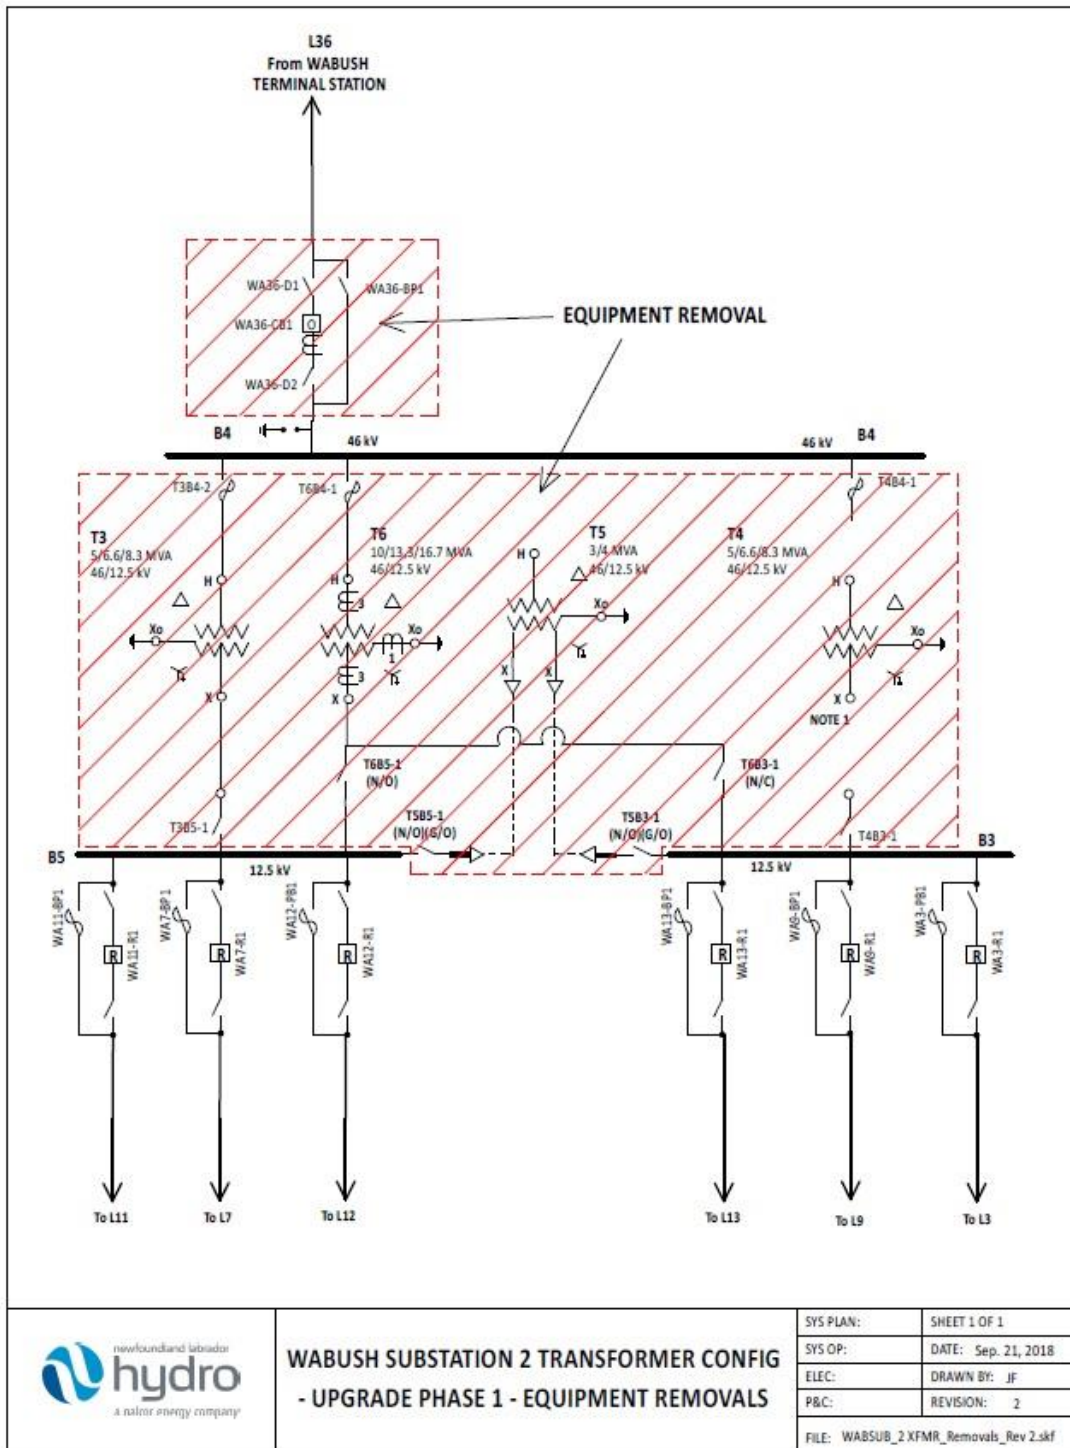 L36
From WABUSH
TERMINAL STATION
WA36-D1
WA36-BP1
WA36-CB1
O
WA36-D2
EQUIPMENT REMOVAL
B4
46 kV
46 kV
B4
T3B4-2
T6B4-1
T4B4-1
T3
5/6.6/8.3 MVA
46/12.5 kV
T6
10/13.3/16.7 MVA
46/12.5 kV
T5
3/4 MVA
46/12.5 kV
T4
5/6.6/8.3 MVA
46/12.5 kV
H
H
H
H
3
Xo
Xo
Xo
Xo
1
3
X
X
X
X
X
NOTE 1
T6B5-1
(N/O)
T6B3-1
(N/C)
T3B5-1
T5B5-1
(N/O)(G/O)
T5B3-1
(N/O)(G/O)
T4B3-1
B5
12.5 kV
12.5 kV
B3
WA11-BP1
R
WA11-R1
WA7-BP1
R
WA7-R1
WA12-PB1
R
WA12-R1
WA13-BP1
R
WA13-R1
WA9-BP1
R
WA9-R1
WA3-PB1
R
WA3-R1
To L11
To L7
To L12
To L13
To L9
To L3
newfoundland labrador
hydro
a nalcor energy company
WABUSH SUBSTATION 2 TRANSFORMER CONFIG
- UPGRADE PHASE 1 - EQUIPMENT REMOVALS
SYS PLAN:
SHEET 1 OF 1
SYS OP:
DATE: Sep. 21, 2018
ELEC:
DRAWN BY: JF
P&C:
REVISION: 2
FILE: WABSUB_2 XFMR_Removals_Rev 2.skf